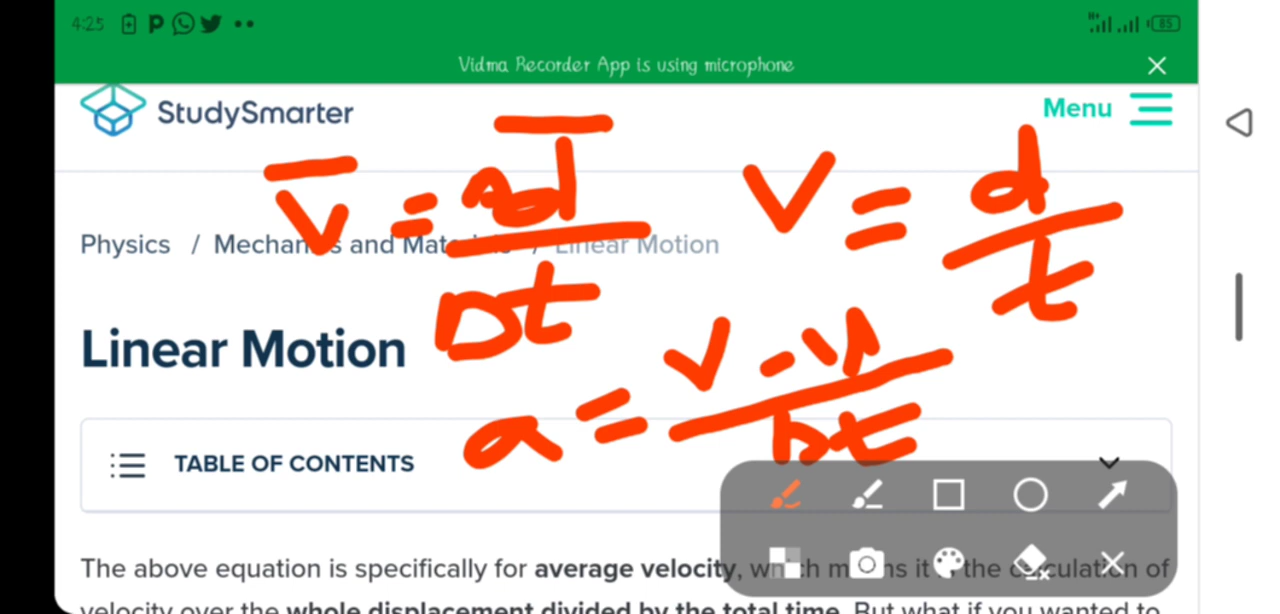 4:25 P 85
Vidma Recorder App is using microphone
StudySmarter Menu
V = Δd / Δt V = d / t
Physics / Mechanics and Materials / Linear Motion
Linear Motion
a = V - V / Δt
TABLE OF CONTENTS
The above equation is specifically for average velocity, which means it is the calculation of
velocity over the whole displacement divided by the total time. But what if you wanted to